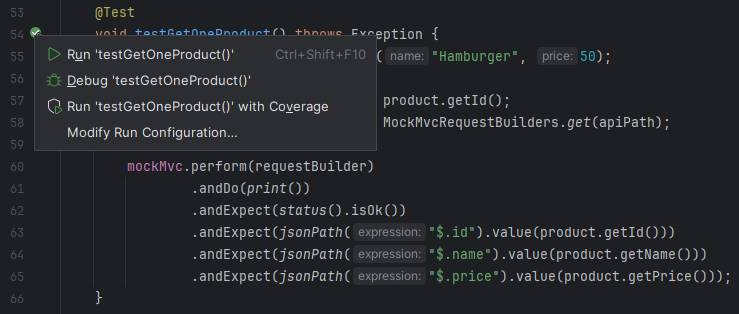 53 @Test
54 void testGetOneProduct() throws Exception {
Run 'testGetOneProduct()' Ctrl+Shift+F10
Debug 'testGetOneProduct()'
Run 'testGetOneProduct()' with Coverage
Modify Run Configuration...
55 ( name: "Hamburger", price: 50);
56
57 product.getId();
58 MockMvcRequestBuilders.get(apiPath);
59
60 mockMvc.perform(requestBuilder)
61 .andDo(print())
62 .andExpect(status().isOk())
63 .andExpect(jsonPath( expression: "$.id").value(product.getId()))
64 .andExpect(jsonPath( expression: "$.name").value(product.getName()))
65 .andExpect(jsonPath( expression: "$.price").value(product.getPrice()));
66 }